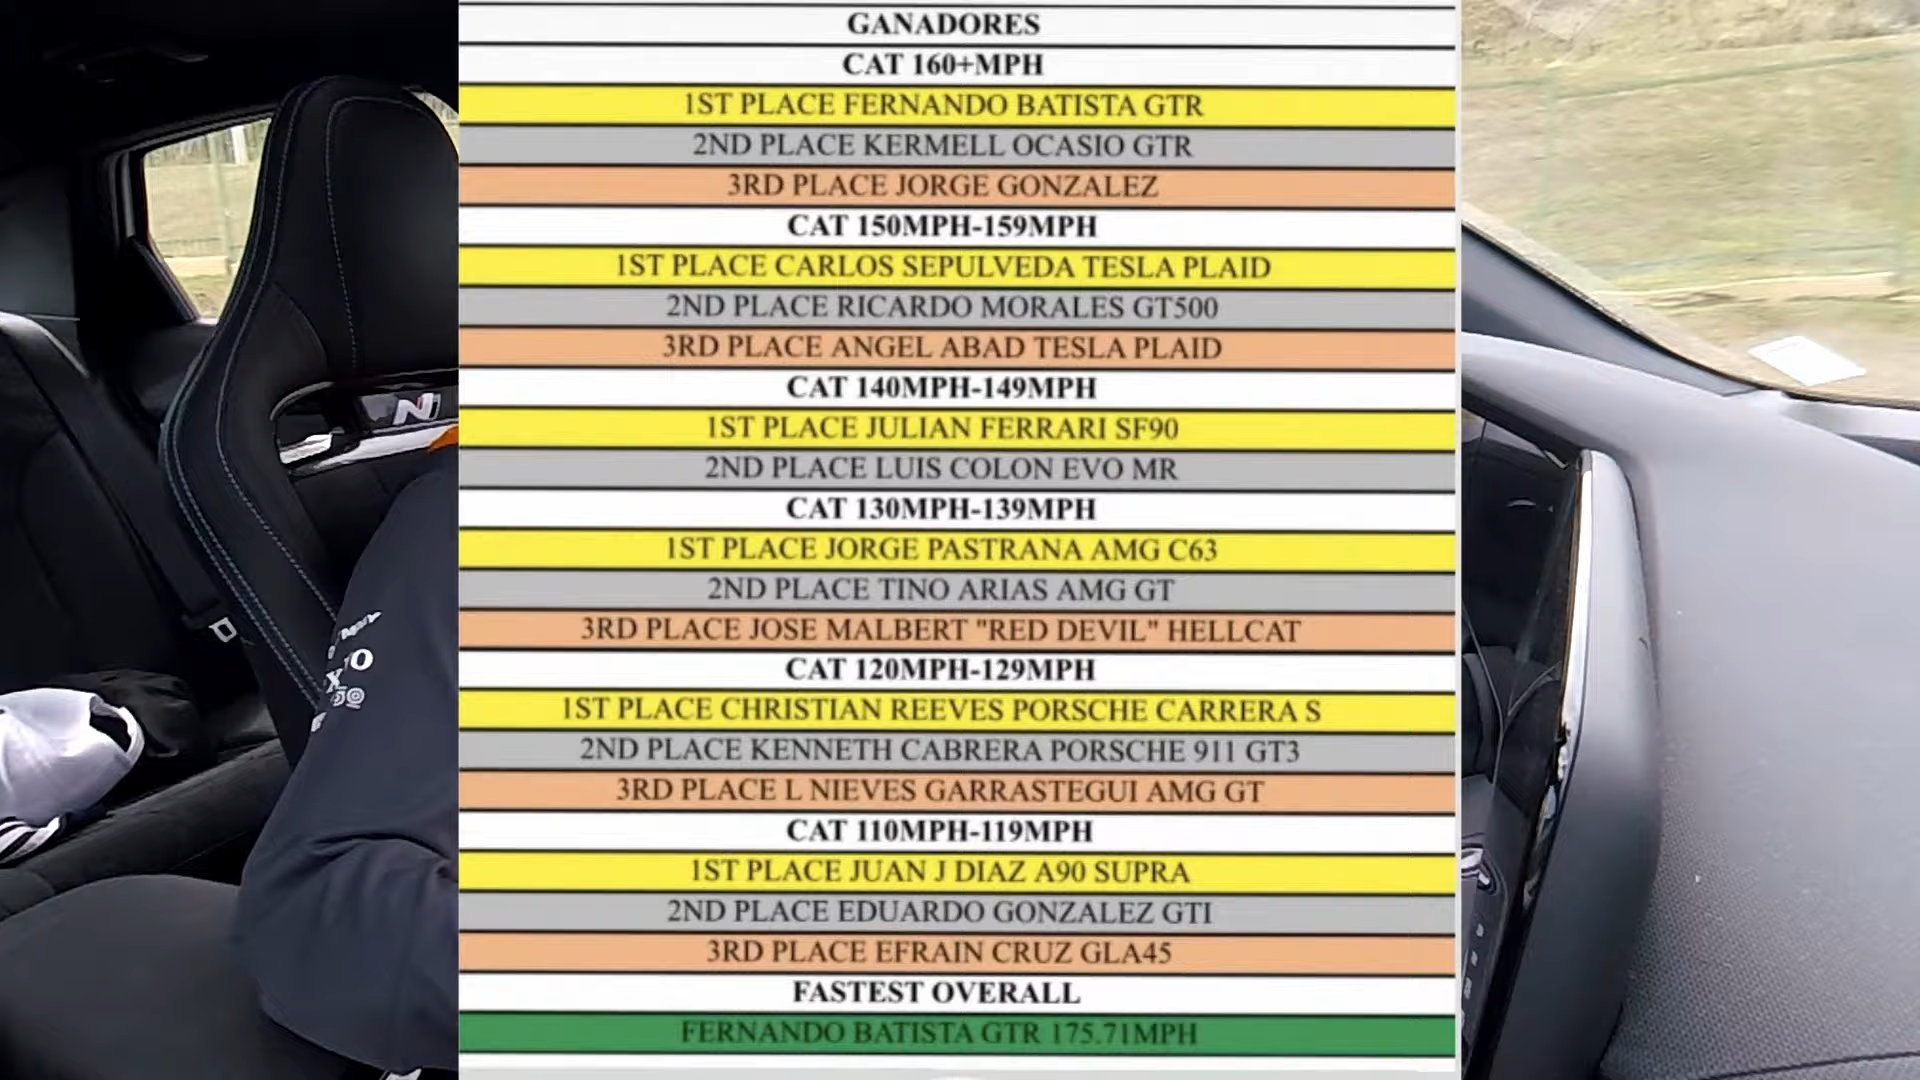 GANADORES
CAT 160+MPH
1ST PLACE FERNANDO BATISTA GTR
2ND PLACE KERMELL OCASIO GTR
3RD PLACE JORGE GONZALEZ
CAT 150MPH-159MPH
1ST PLACE CARLOS SEPULVEDA TESLA PLAID
2ND PLACE RICARDO MORALES GT500
3RD PLACE ANGEL ABAD TESLA PLAID
CAT 140MPH-149MPH
1ST PLACE JULIAN FERRARI SF90
2ND PLACE LUIS COLON EVO MR
CAT 130MPH-139MPH
1ST PLACE JORGE PASTRANA AMG C63
2ND PLACE TINO ARIAS AMG GT
3RD PLACE JOSE MALBERT "RED DEVIL" HELLCAT
CAT 120MPH-129MPH
1ST PLACE CHRISTIAN REEVES PORSCHE CARRERA S
2ND PLACE KENNETH CABRERA PORSCHE 911 GT3
3RD PLACE L NIEVES GARRASTEGUI AMG GT
CAT 110MPH-119MPH
1ST PLACE JUAN J DIAZ A90 SUPRA
2ND PLACE EDUARDO GONZALEZ GTI
3RD PLACE EFRAIN CRUZ GLA45
FASTEST OVERALL
FERNANDO BATISTA GTR 175.71MPH
N